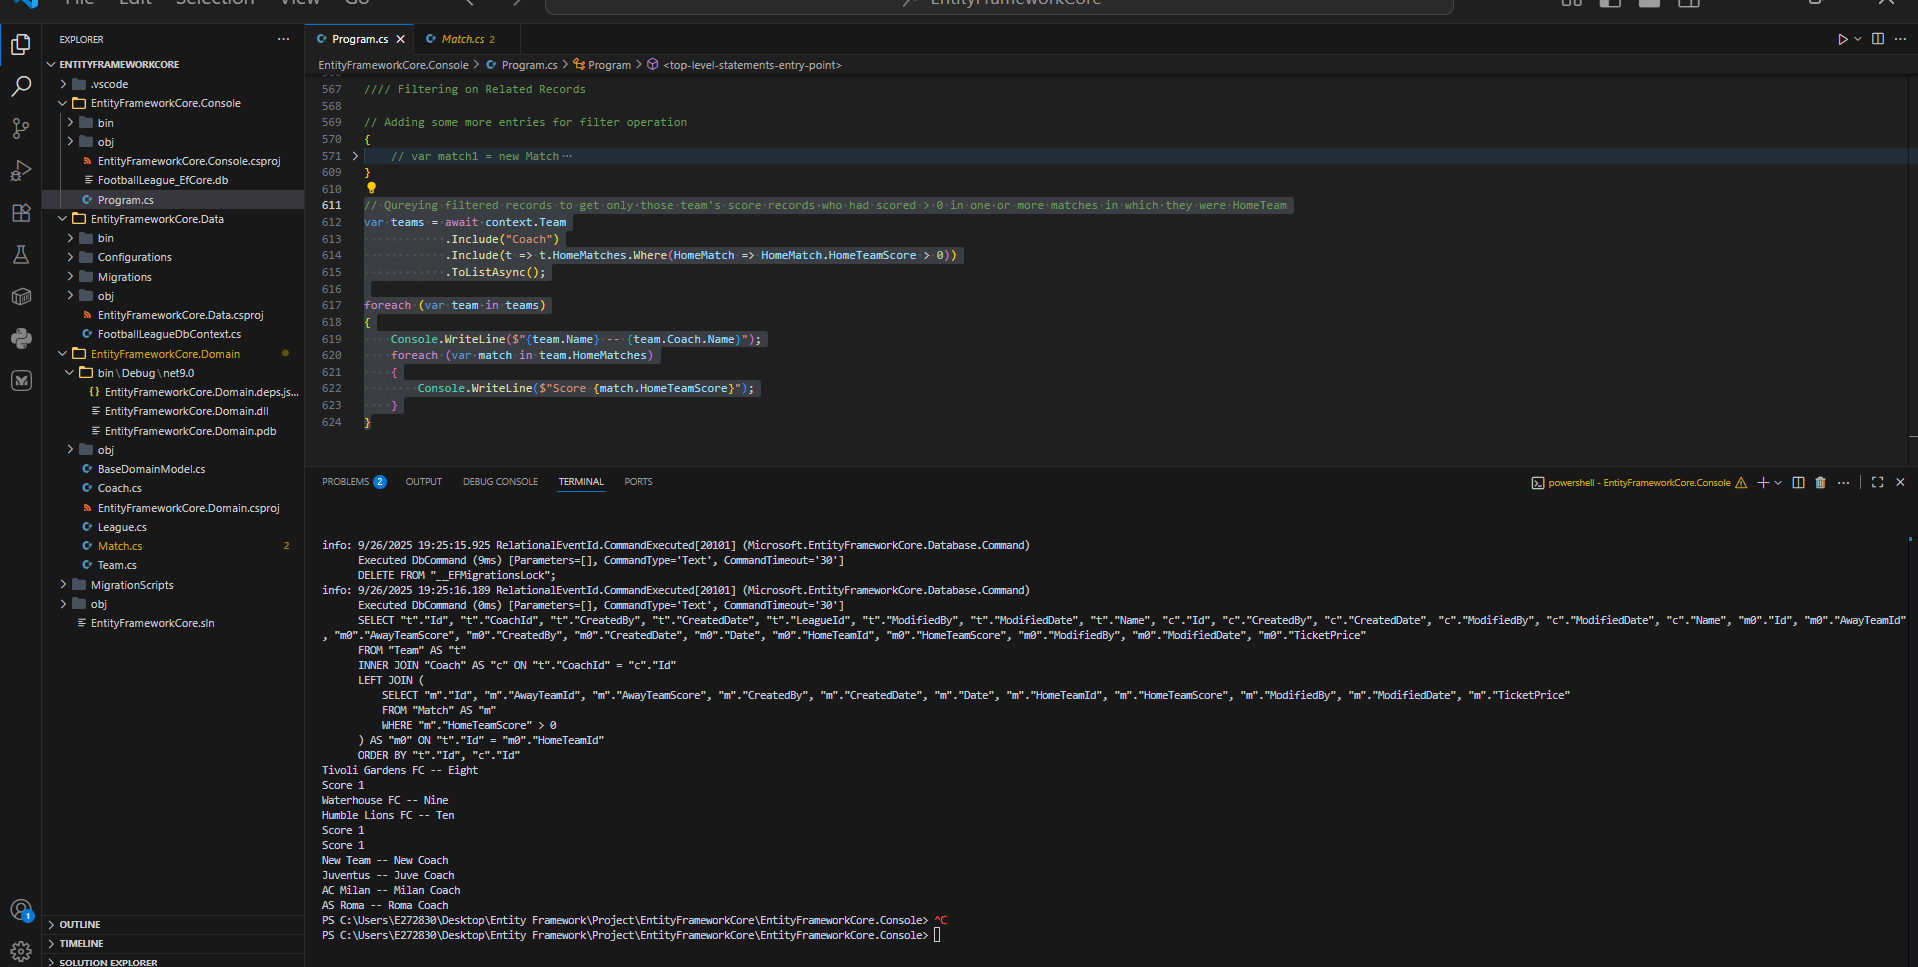 File Edit Selection View Go
EntityFrameworkCore
EXPLORER
ENTITYFRAMEWORKCORE
.vscode
EntityFrameworkCore.Console
bin
obj
EntityFrameworkCore.Console.csproj
FootballLeague_EfCore.db
Program.cs
EntityFrameworkCore.Data
bin
Configurations
Migrations
obj
EntityFrameworkCore.Data.csproj
FootballLeagueDbContext.cs
EntityFrameworkCore.Domain
bin\Debug\net9.0
EntityFrameworkCore.Domain.deps.js...
EntityFrameworkCore.Domain.dll
EntityFrameworkCore.Domain.pdb
obj
BaseDomainModel.cs
Coach.cs
EntityFrameworkCore.Domain.csproj
League.cs
Match.cs 2
Team.cs
MigrationScripts
obj
EntityFrameworkCore.sln
1
OUTLINE
TIMELINE
SOLUTION EXPLORER
Program.cs Match.cs 2
EntityFrameworkCore.Console > Program.cs > Program > <top-level-statements-entry-point>
567 //// Filtering on Related Records
568
569 // Adding some more entries for filter operation
570 {
571 // var match1 = new Match···
609 }
610
611 // Qureying filtered records to get only those team's score records who had scored > 0 in one or more matches in which they were HomeTeam
612 var teams = await context.Team
613 .Include("Coach")
614 .Include(t => t.HomeMatches.Where(HomeMatch => HomeMatch.HomeTeamScore > 0))
615 .ToListAsync();
616
617 foreach (var team in teams)
618 {
619 Console.WriteLine($"{team.Name} -- {team.Coach.Name}");
620 foreach (var match in team.HomeMatches)
621 {
622 Console.WriteLine($"Score {match.HomeTeamScore}");
623 }
624 }
PROBLEMS 2 OUTPUT DEBUG CONSOLE TERMINAL PORTS
powershell - EntityFrameworkCore.Console
info: 9/26/2025 19:25:15.925 RelationalEventId.CommandExecuted[20101] (Microsoft.EntityFrameworkCore.Database.Command)
Executed DbCommand (9ms) [Parameters=[], CommandType='Text', CommandTimeout='30']
DELETE FROM "__EFMigrationsLock";
info: 9/26/2025 19:25:16.189 RelationalEventId.CommandExecuted[20101] (Microsoft.EntityFrameworkCore.Database.Command)
Executed DbCommand (0ms) [Parameters=[], CommandType='Text', CommandTimeout='30']
SELECT "t"."Id", "t"."CoachId", "t"."CreatedBy", "t"."CreatedDate", "t"."LeagueId", "t"."ModifiedBy", "t"."ModifiedDate", "t"."Name", "c"."Id", "c"."CreatedBy", "c"."CreatedDate", "c"."ModifiedBy", "c"."ModifiedDate", "c"."Name", "m0"."Id", "m0"."AwayTeamId"
, "m0"."AwayTeamScore", "m0"."CreatedBy", "m0"."CreatedDate", "m0"."Date", "m0"."HomeTeamId", "m0"."HomeTeamScore", "m0"."ModifiedBy", "m0"."ModifiedDate", "m0"."TicketPrice"
FROM "Team" AS "t"
INNER JOIN "Coach" AS "c" ON "t"."CoachId" = "c"."Id"
LEFT JOIN (
SELECT "m"."Id", "m"."AwayTeamId", "m"."AwayTeamScore", "m"."CreatedBy", "m"."CreatedDate", "m"."Date", "m"."HomeTeamId", "m"."HomeTeamScore", "m"."ModifiedBy", "m"."ModifiedDate", "m"."TicketPrice"
FROM "Match" AS "m"
WHERE "m"."HomeTeamScore" > 0
) AS "m0" ON "t"."Id" = "m0"."HomeTeamId"
ORDER BY "t"."Id", "c"."Id"
Tivoli Gardens FC -- Eight
Score 1
Waterhouse FC -- Nine
Humble Lions FC -- Ten
Score 1
Score 1
New Team -- New Coach
Juventus -- Juve Coach
AC Milan -- Milan Coach
AS Roma -- Roma Coach
PS C:\Users\E272830\Desktop\Entity Framework\Project\EntityFrameworkCore\EntityFrameworkCore.Console> ^C
PS C:\Users\E272830\Desktop\Entity Framework\Project\EntityFrameworkCore\EntityFrameworkCore.Console>